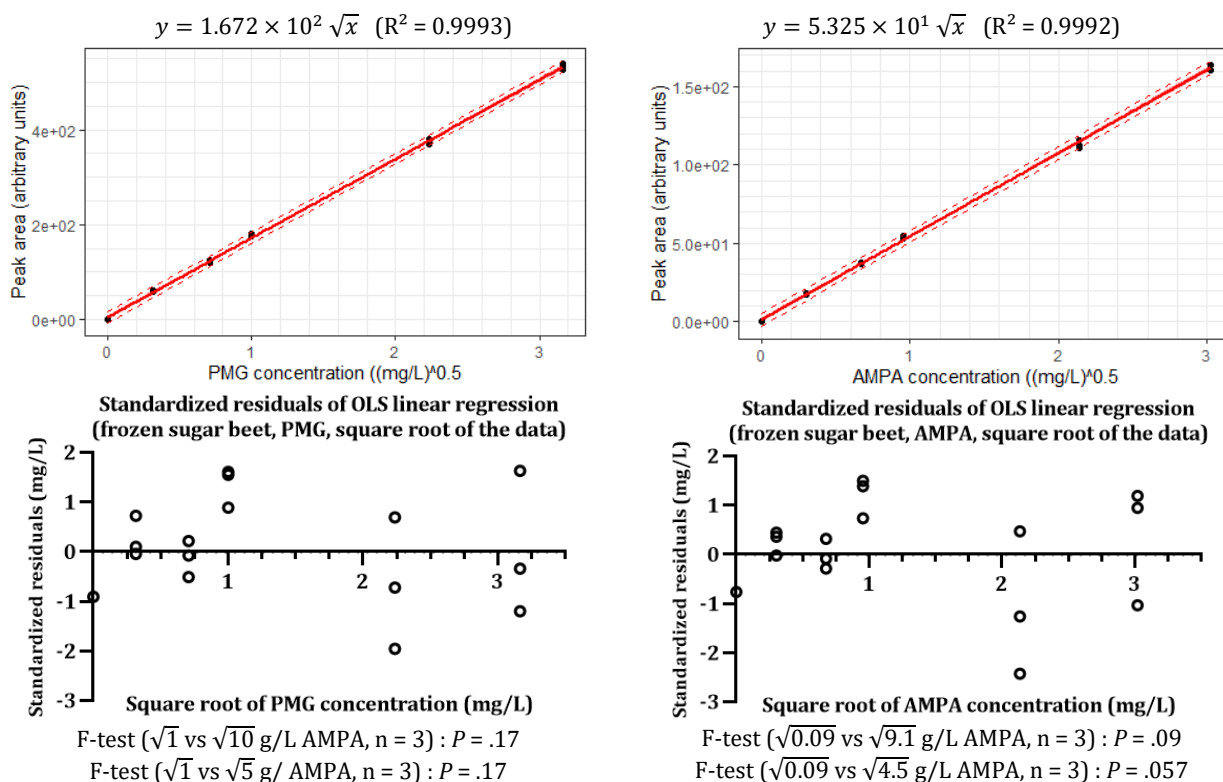 y = 1.672 × 10² √x (R² = 0.9993)
4e+02
2e+02
0e+00
Peak area (arbitrary units)
0 1 2 3
PMG concentration ((mg/L)^0.5
y = 5.325 × 10¹ √x (R² = 0.9992)
1.5e+02
1.0e+02
5.0e+01
0.0e+00
Peak area (arbitrary units)
0 1 2 3
AMPA concentration ((mg/L)^0.5
Standardized residuals of OLS linear regression
(frozen sugar beet, PMG, square root of the data)
Standardized residuals (mg/L)
2
1
0
-1
-2
-3
1 2 3
Square root of PMG concentration (mg/L)
F-test (√1 vs √10 g/L AMPA, n = 3) : P = .17
F-test (√1 vs √5 g/ AMPA, n = 3) : P = .17
Standardized residuals of OLS linear regression
(frozen sugar beet, AMPA, square root of the data)
Standardized residuals (mg/L)
2
1
0
-1
-2
-3
1 2 3
Square root of AMPA concentration (mg/L)
F-test (√0.09 vs √9.1 g/L AMPA, n = 3) : P = .09
F-test (√0.09 vs √4.5 g/L AMPA, n = 3) : P = .057